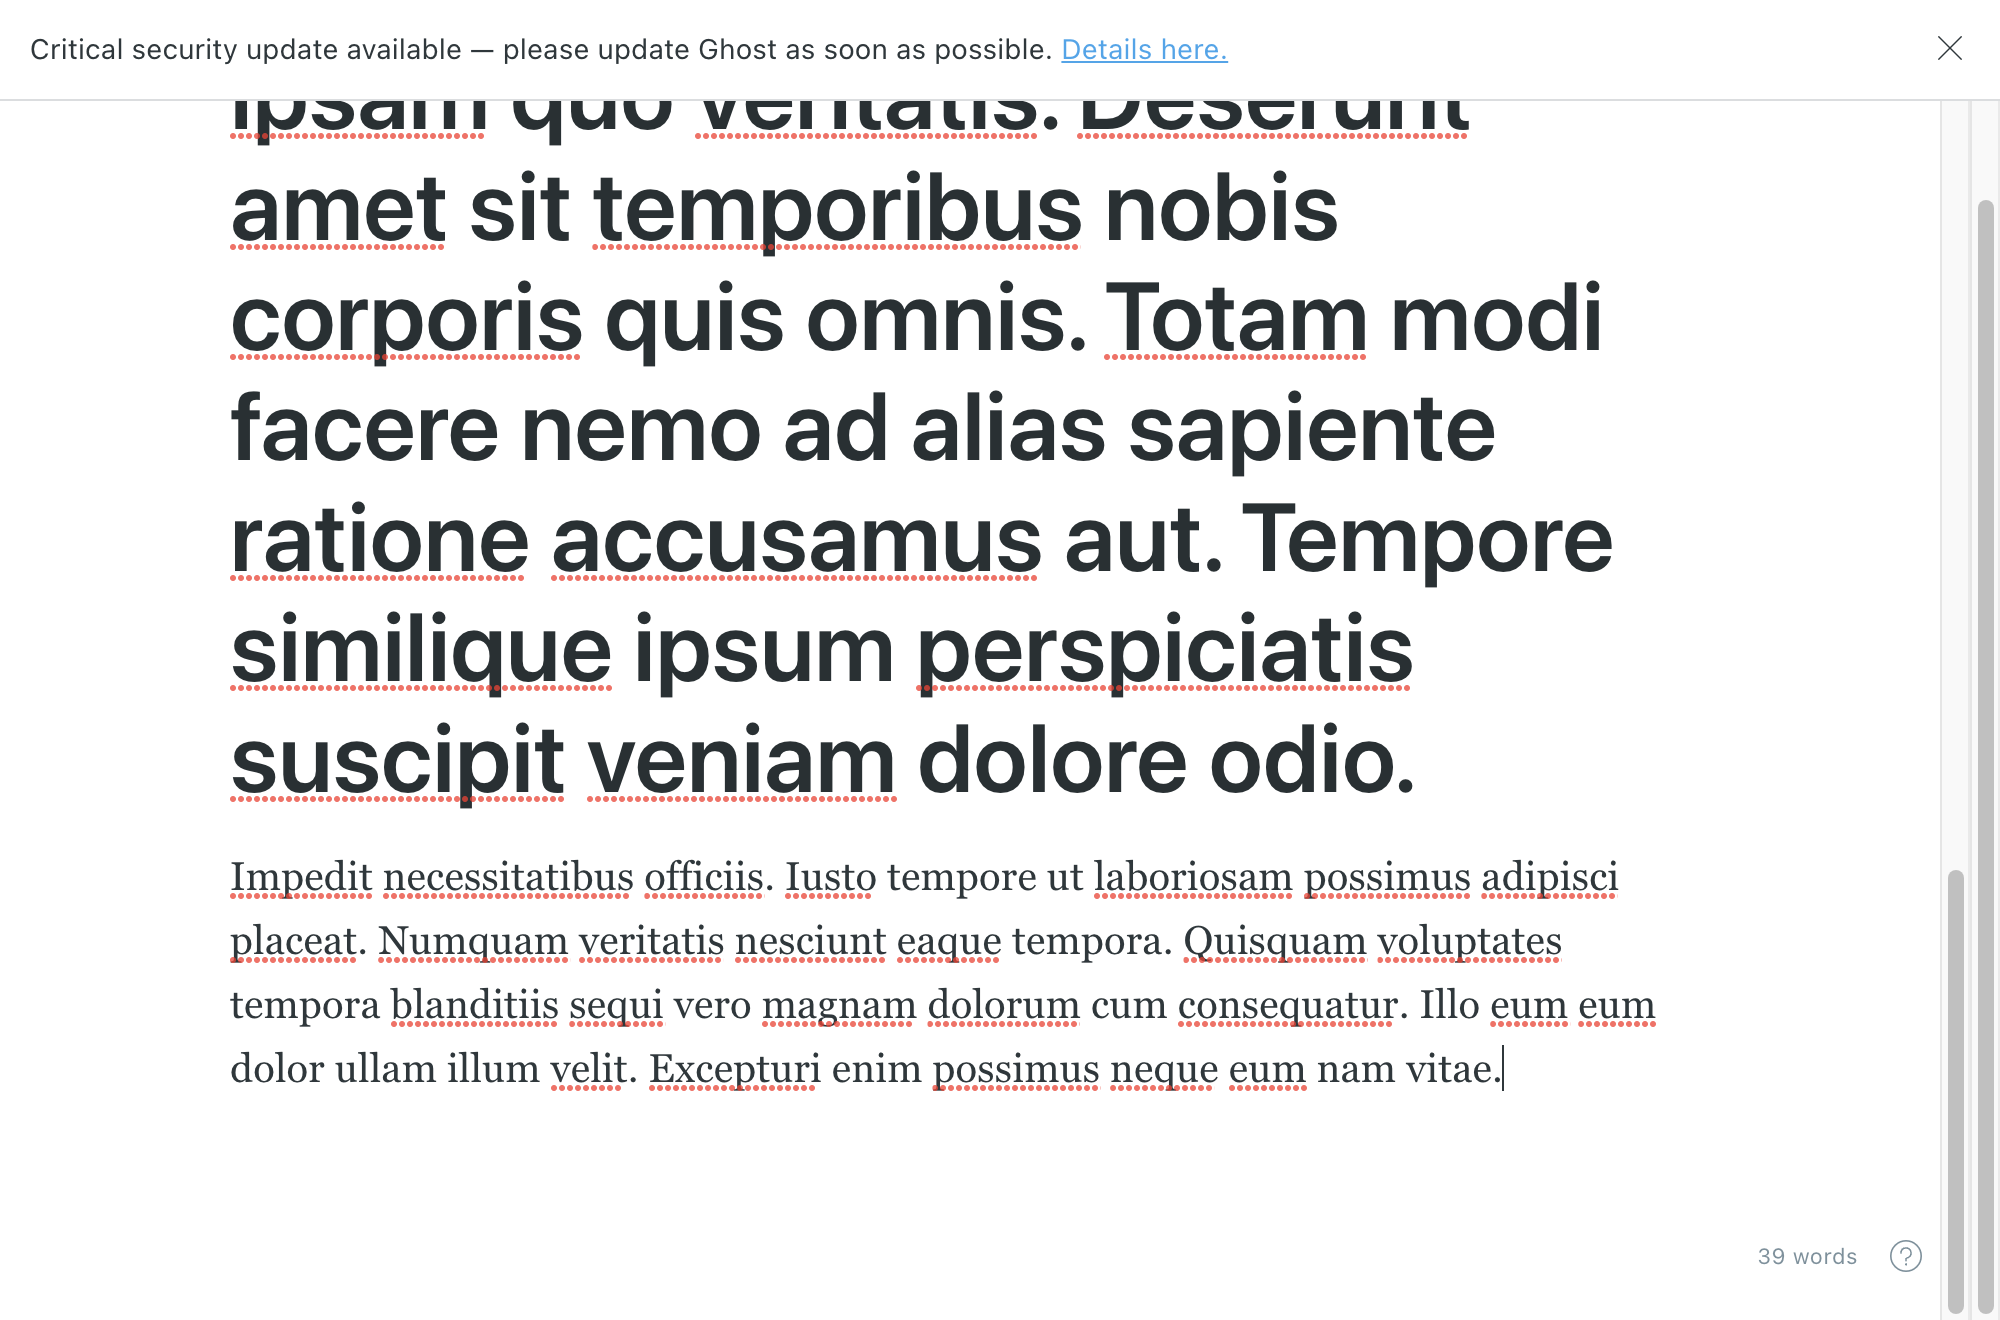 Critical security update available — please update Ghost as soon as possible. Details here.
ipsam quo veritatis. Deserunt
amet sit temporibus nobis
corporis quis omnis. Totam modi
facere nemo ad alias sapiente
ratione accusamus aut. Tempore
similique ipsum perspiciatis
suscipit veniam dolore odio.
Impedit necessitatibus officiis. Iusto tempore ut laboriosam possimus adipisci
placeat. Numquam veritatis nesciunt eaque tempora. Quisquam voluptates
tempora blanditiis sequi vero magnam dolorum cum consequatur. Illo eum eum
dolor ullam illum velit. Excepturi enim possimus neque eum nam vitae.
39 words
?